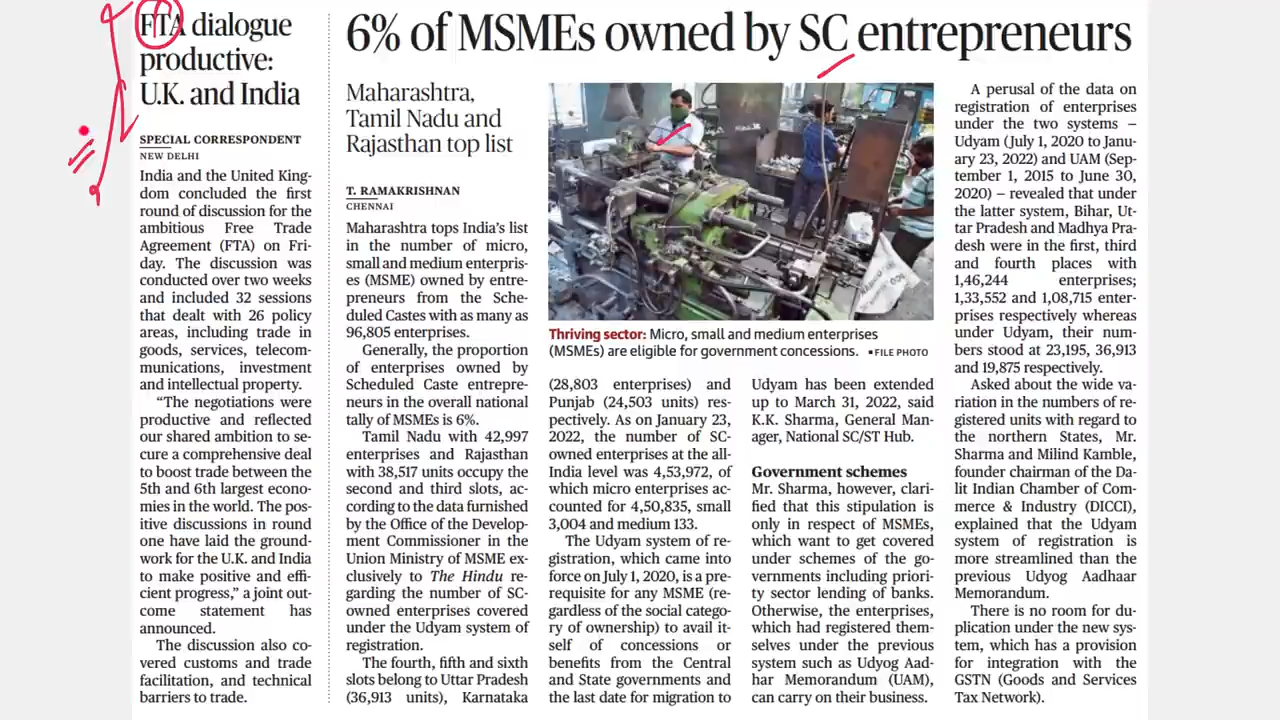 FTA dialogue
productive:
U.K. and India
SPECIAL CORRESPONDENT
NEW DELHI
India and the United King-
dom concluded the first
round of discussion for the
ambitious Free Trade
Agreement (FTA) on Fri-
day. The discussion was
conducted over two weeks
and included 32 sessions
that dealt with 26 policy
areas, including trade in
goods, services, telecom-
munications, investment
and intellectual property.
“The negotiations were
productive and reflected
our shared ambition to se-
cure a comprehensive deal
to boost trade between the
5th and 6th largest econo-
mies in the world. The pos-
itive discussions in round
one have laid the ground-
work for the U.K. and India
to make positive and effi-
cient progress,” a joint out-
come statement has
announced.
The discussion also co-
vered customs and trade
facilitation, and technical
barriers to trade.
6% of MSMEs owned by SC entrepreneurs
Maharashtra,
Tamil Nadu and
Rajasthan top list
T. RAMAKRISHNAN
CHENNAI
Maharashtra tops India’s list
in the number of micro,
small and medium enterpris-
es (MSME) owned by entre-
preneurs from the Sche-
duled Castes with as many as
96,805 enterprises.
Generally, the proportion
of enterprises owned by
Scheduled Caste entrepre-
neurs in the overall national
tally of MSMEs is 6%.
Tamil Nadu with 42,997
enterprises and Rajasthan
with 38,517 units occupy the
second and third slots, ac-
cording to the data furnished
by the Office of the Develop-
ment Commissioner in the
Union Ministry of MSME ex-
clusively to The Hindu re-
garding the number of SC-
owned enterprises covered
under the Udyam system of
registration.
The fourth, fifth and sixth
slots belong to Uttar Pradesh
(36,913 units), Karnataka
Thriving sector: Micro, small and medium enterprises
(MSMEs) are eligible for government concessions. ▪FILE PHOTO
(28,803 enterprises) and
Punjab (24,503 units) res-
pectively. As on January 23,
2022, the number of SC-
owned enterprises at the all-
India level was 4,53,972, of
which micro enterprises ac-
counted for 4,50,835, small
3,004 and medium 133.
The Udyam system of re-
gistration, which came into
force on July 1, 2020, is a pre-
requisite for any MSME (re-
gardless of the social catego-
ry of ownership) to avail it-
self of concessions or
benefits from the Central
and State governments and
the last date for migration to
Udyam has been extended
up to March 31, 2022, said
K.K. Sharma, General Man-
ager, National SC/ST Hub.
Government schemes
Mr. Sharma, however, clari-
fied that this stipulation is
only in respect of MSMEs,
which want to get covered
under schemes of the go-
vernments including priori-
ty sector lending of banks.
Otherwise, the enterprises,
which had registered them-
selves under the previous
system such as Udyog Aad-
har Memorandum (UAM),
can carry on their business.
A perusal of the data on
registration of enterprises
under the two systems –
Udyam (July 1, 2020 to Janu-
ary 23, 2022) and UAM (Sep-
tember 1, 2015 to June 30,
2020) – revealed that under
the latter system, Bihar, Ut-
tar Pradesh and Madhya Pra-
desh were in the first, third
and fourth places with
1,46,244 enterprises;
1,33,552 and 1,08,715 enter-
prises respectively whereas
under Udyam, their num-
bers stood at 23,195, 36,913
and 19,875 respectively.
Asked about the wide va-
riation in the numbers of re-
gistered units with regard to
the northern States, Mr.
Sharma and Milind Kamble,
founder chairman of the Da-
lit Indian Chamber of Com-
merce & Industry (DICCI),
explained that the Udyam
system of registration is
more streamlined than the
previous Udyog Aadhaar
Memorandum.
There is no room for du-
plication under the new sys-
tem, which has a provision
for integration with the
GSTN (Goods and Services
Tax Network).